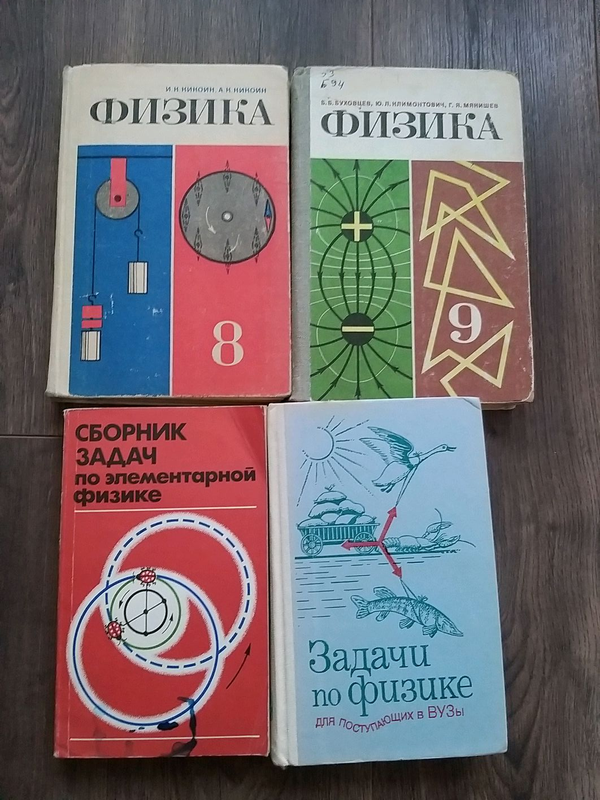 И. К. КИКОИН, А. К. КИКОИН
ФИЗИКА
8
Б 94
Б. Б. БУХОВЦЕВ, Ю. Л. КЛИМОНТОВИЧ, Г. Я. МЯКИШЕВ
ФИЗИКА
+
−
9
СБОРНИК
ЗАДАЧ
по элементарной
физике
Задачи
по физике
ДЛЯ ПОСТУПАЮЩИХ В ВУЗы